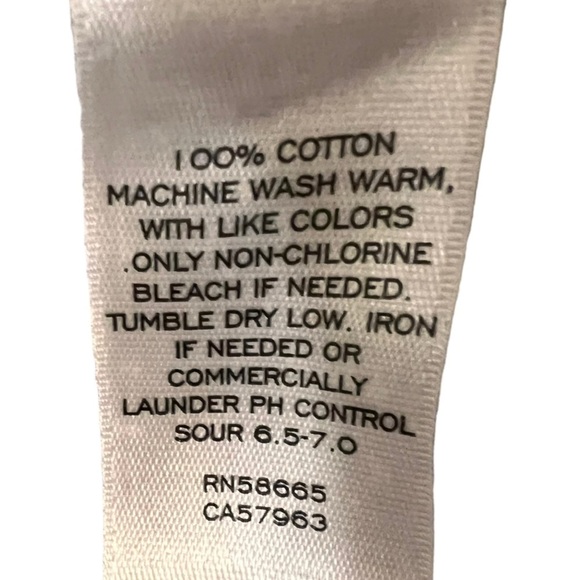 100% COTTON
MACHINE WASH WARM,
WITH LIKE COLORS
.ONLY NON-CHLORINE
BLEACH IF NEEDED.
TUMBLE DRY LOW. IRON
IF NEEDED OR
COMMERCIALLY
LAUNDER PH CONTROL
SOUR 6.5-7.0
RN58665
CA57963